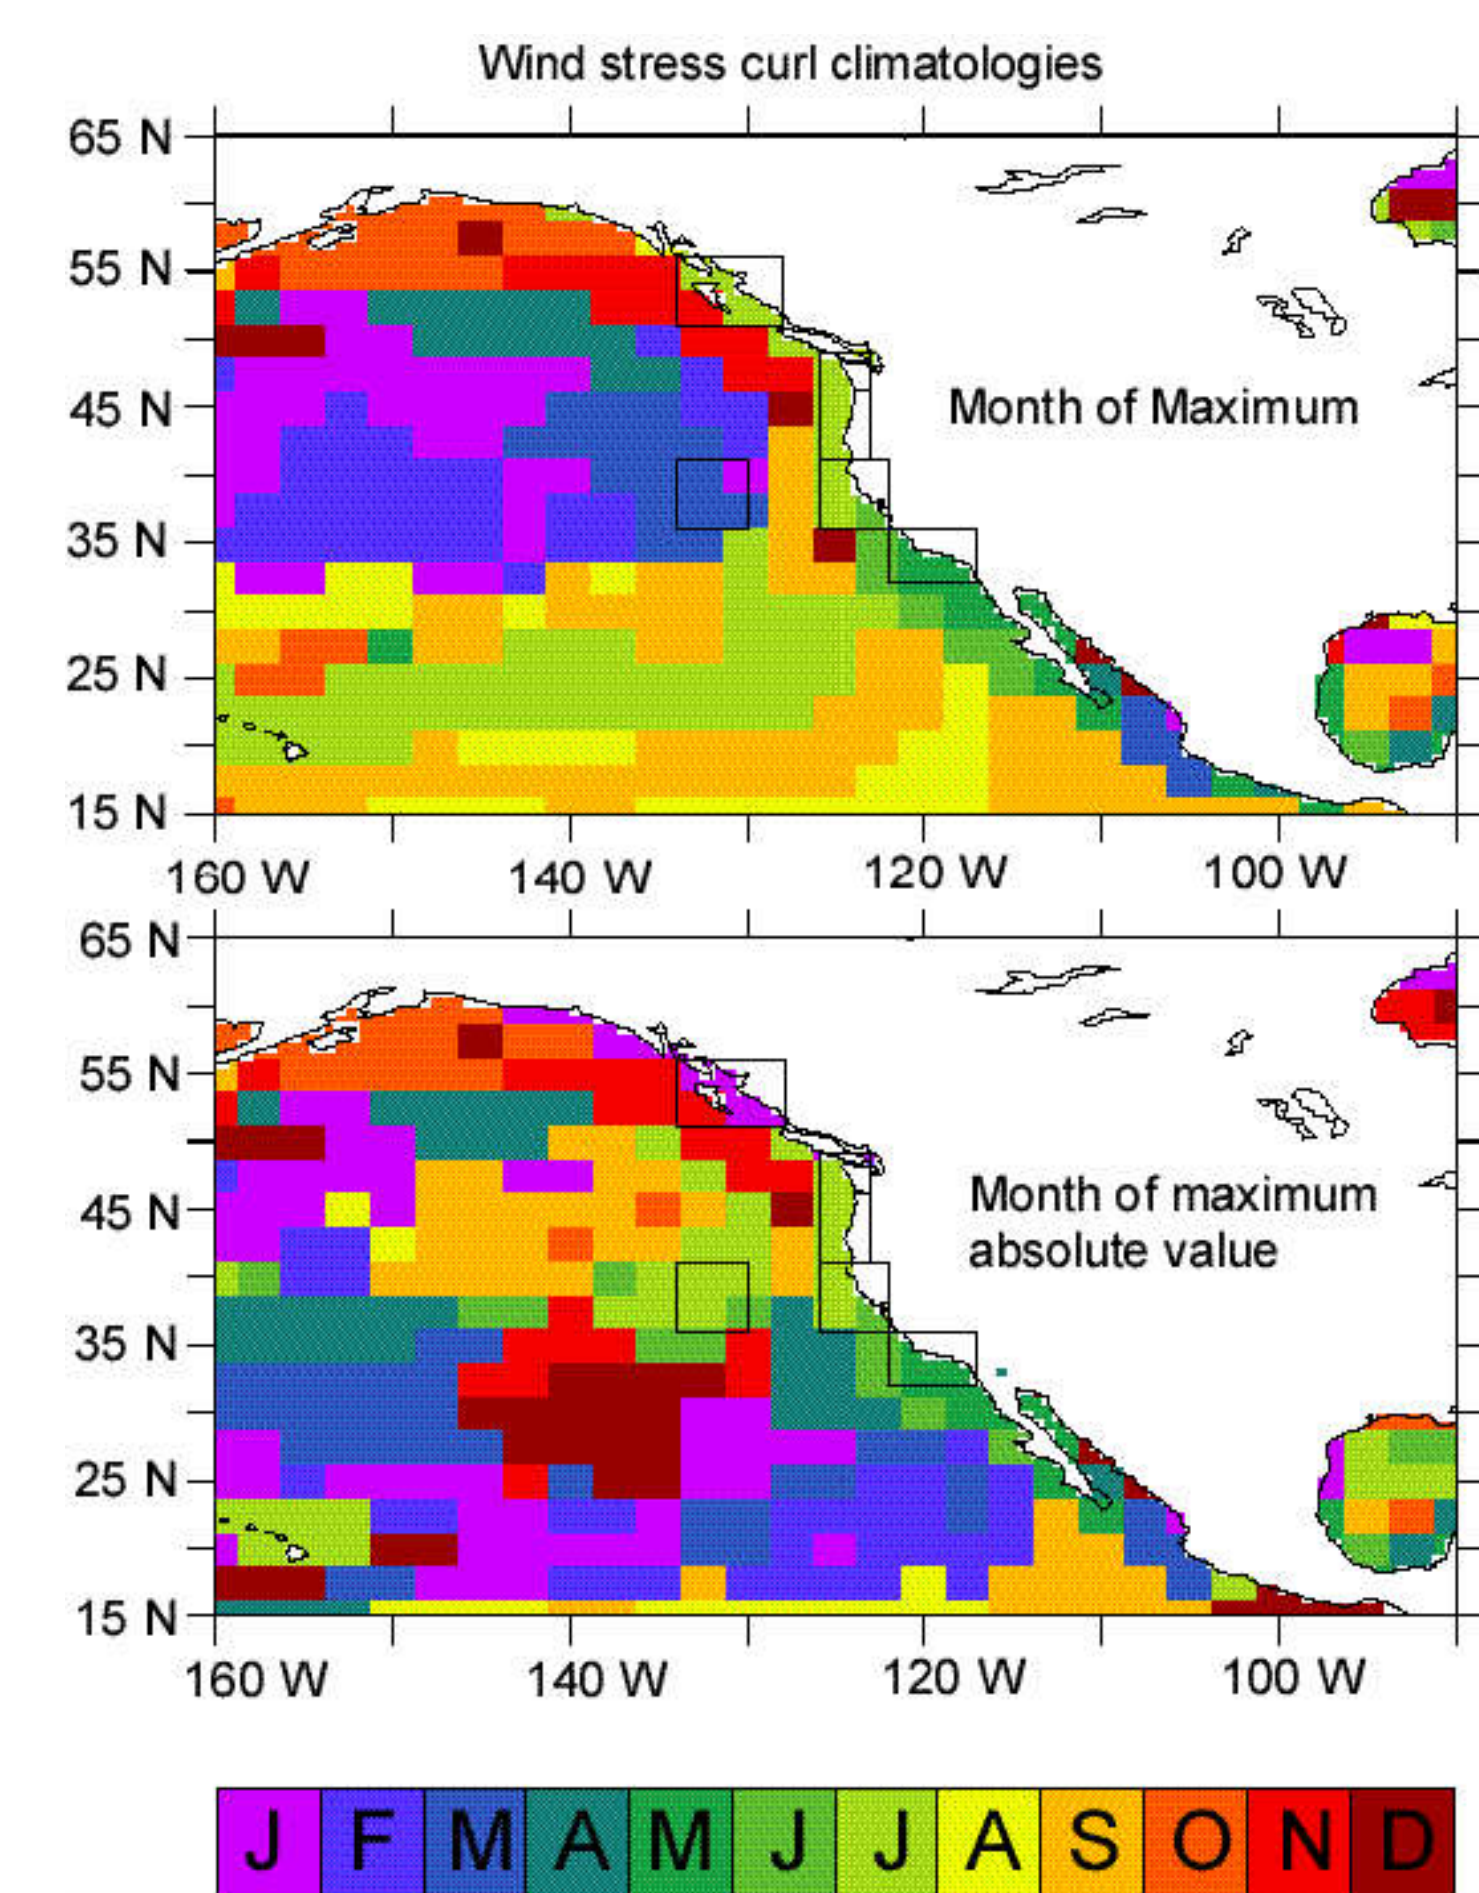 Wind stress curl climatologies
65 N
55 N
45 N
Month of Maximum
35 N
25 N
15 N
160 W 140 W 120 W 100 W
65 N
55 N
45 N
Month of maximum
absolute value
35 N
25 N
15 N
160 W 140 W 120 W 100 W
J F M A M J J A S O N D